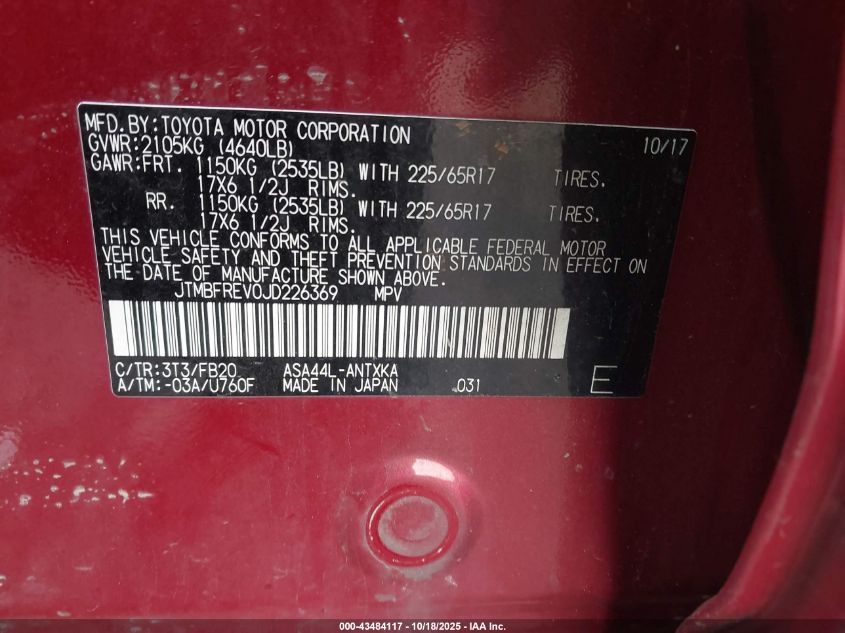 MFD.BY:TOYOTA MOTOR CORPORATION 10/17
GVWR:2105KG (4640LB)
GAWR:FRT. 1150KG (2535LB) WITH 225/65R17 TIRES.
17X6 1/2J RIMS.
RR. 1150KG (2535LB) WITH 225/65R17 TIRES.
17X6 1/2J RIMS.
THIS VEHICLE CONFORMS TO ALL APPLICABLE FEDERAL MOTOR
VEHICLE SAFETY AND THEFT PREVENTION STANDARDS IN EFFECT ON
THE DATE OF MANUFACTURE SHOWN ABOVE.
JTMBFREV0JD226369 MPV
C/TR:3T3/FB20 ASA44L-ANTXKA
A/TM:-03A/U760F MADE IN JAPAN 031 E
000-43484117 - 10/18/2025 - IAA Inc.